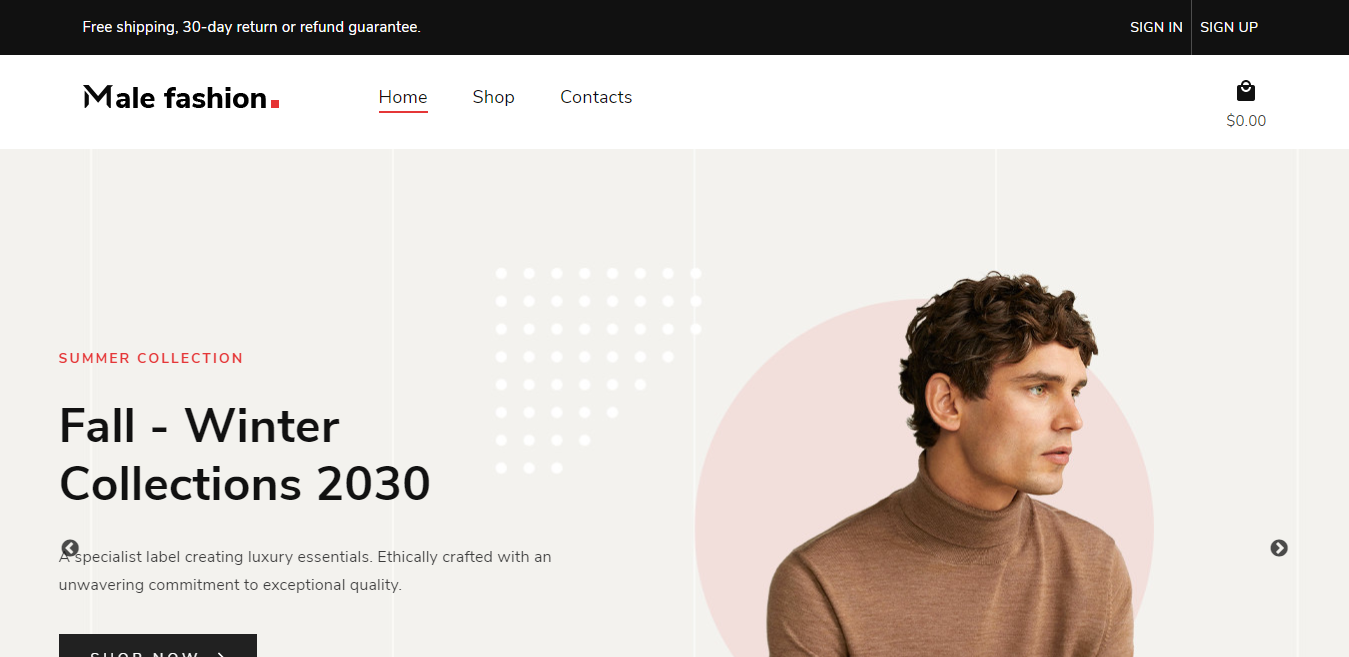 Free shipping, 30-day return or refund guarantee.
SIGN IN SIGN UP
Male fashion.
Home Shop Contacts
$0.00
SUMMER COLLECTION
Fall - Winter
Collections 2030
A specialist label creating luxury essentials. Ethically crafted with an
unwavering commitment to exceptional quality.
SHOP NOW